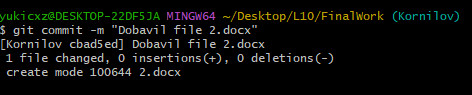 yukicxz@DESKTOP-22DF5JA MINGW64 ~/Desktop/L10/FinalWork (Kornilov)
$ git commit -m "Dobavil file 2.docx"
[Kornilov cbad5ed] Dobavil file 2.docx
 1 file changed, 0 insertions(+), 0 deletions(-)
 create mode 100644 2.docx